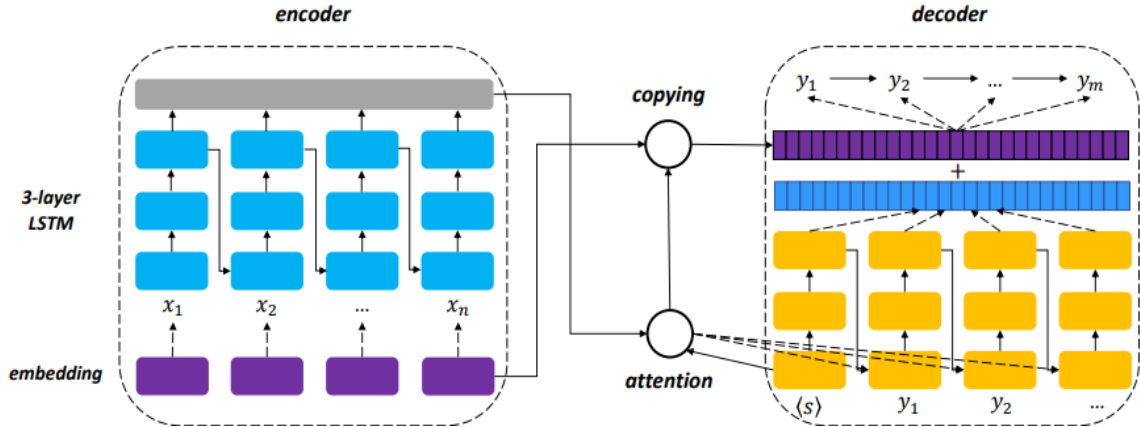 encoder
decoder
y₁ y₂ ... yₘ
copying
+
3-layer
LSTM
x₁ x₂ ... xₙ
embedding
attention
⟨s⟩ y₁ y₂ ...